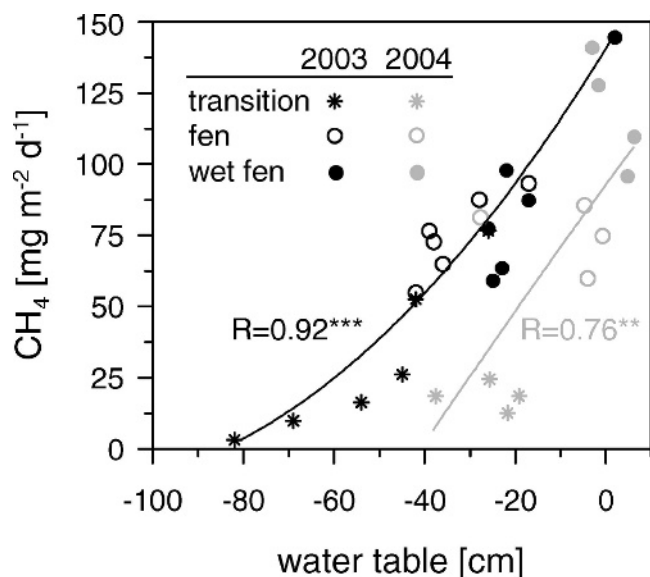 150
125
100
75
50
25
0
CH₄ [mg m⁻² d⁻¹]
2003 2004
transition
fen
wet fen
R=0.92***
R=0.76**
-100 -80 -60 -40 -20 0
water table [cm]